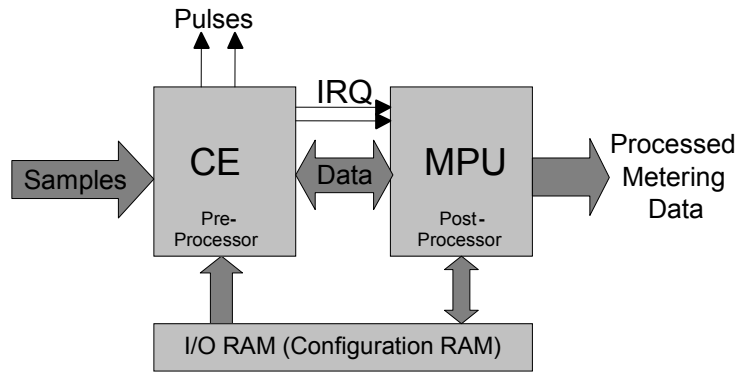 Pulses
IRQ
CE
MPU
Samples
Data
Processed
Metering
Data
Pre-
Processor
Post-
Processor
I/O RAM (Configuration RAM)